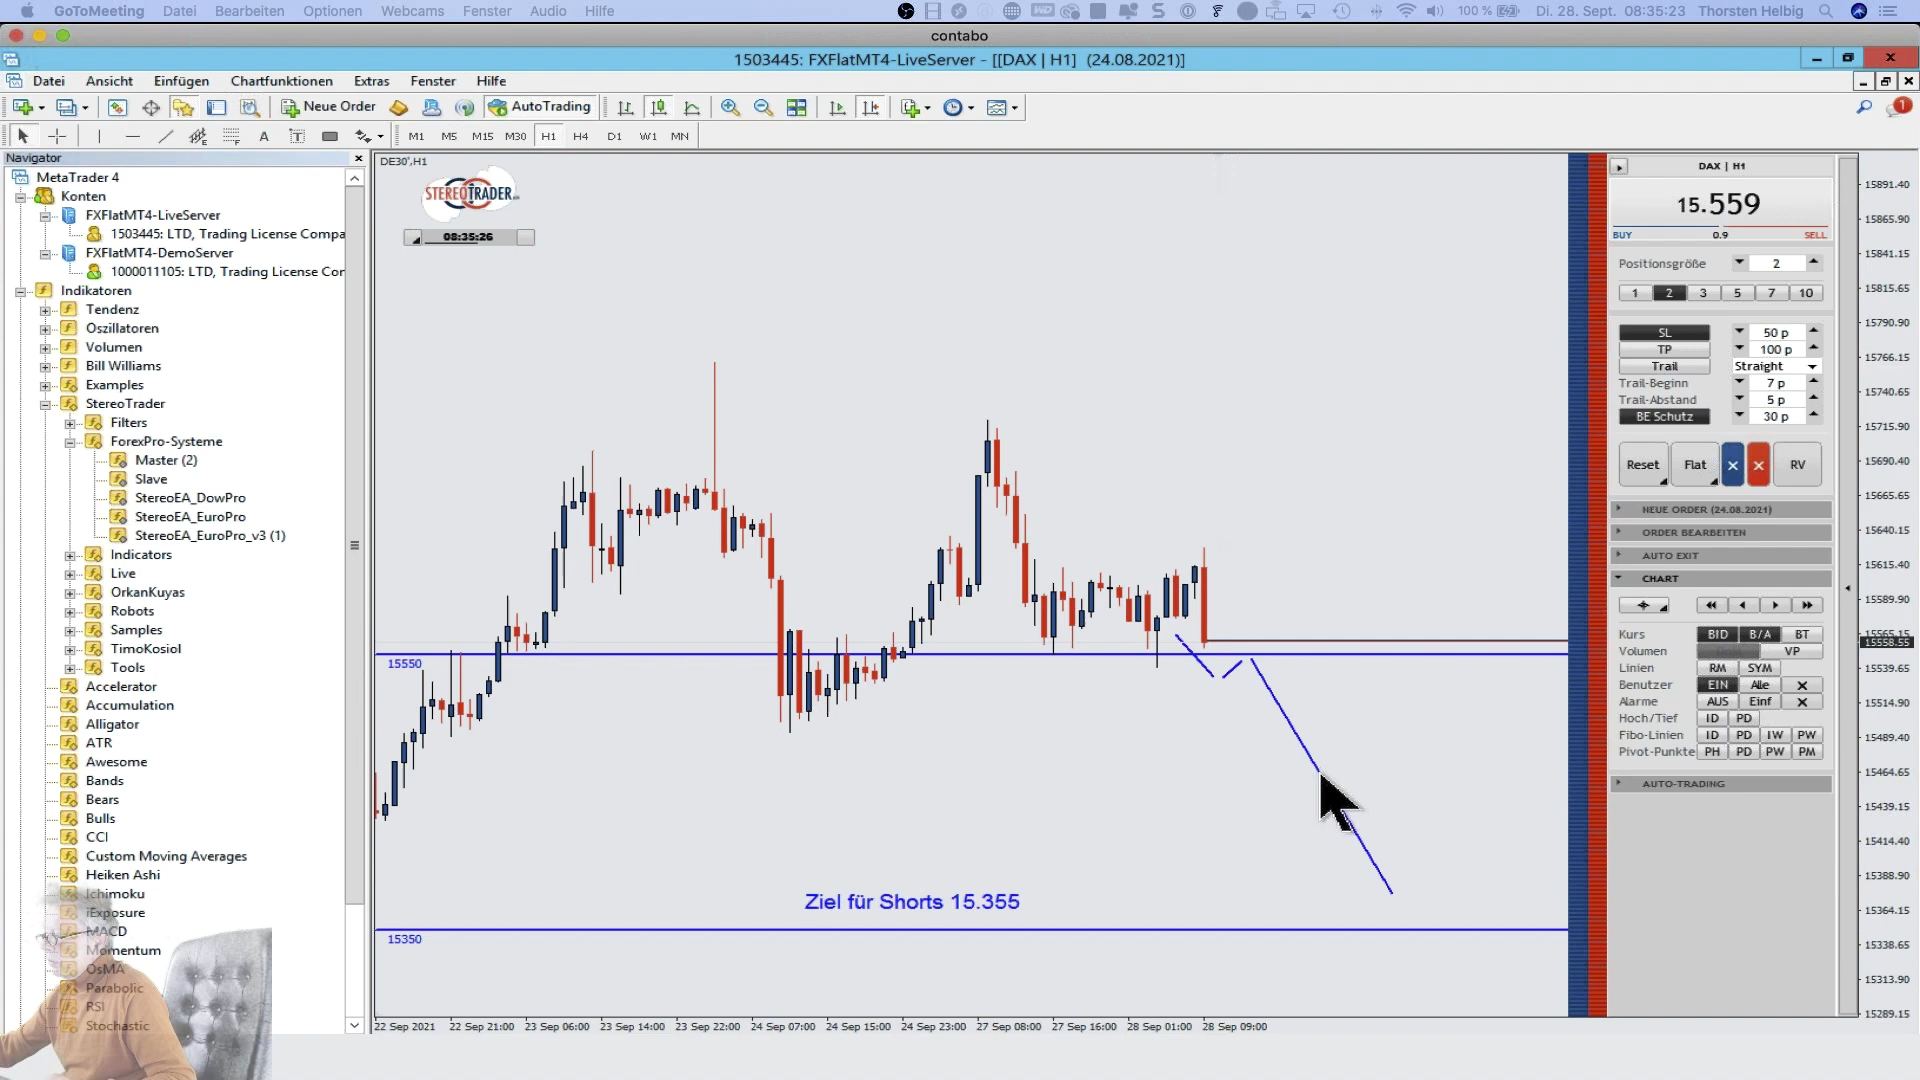 GoToMeeting Datei Bearbeiten Optionen Webcams Fenster Audio Hilfe 100 % Di. 28. Sept. 08:35:23 Thorsten Helbig
contabo
1503445: FXFlatMT4-LiveServer - [[DAX | H1] (24.08.2021)]
Datei Ansicht Einfügen Chartfunktionen Extras Fenster Hilfe
Neue Order AutoTrading 1
A T M1 M5 M15 M30 H1 H4 D1 W1 MN
Navigator
MetaTrader 4
Konten
FXFlatMT4-LiveServer
1503445: LTD, Trading License Compa
FXFlatMT4-DemoServer
1000011105: LTD, Trading License Cor
Indikatoren
Tendenz
Oszillatoren
Volumen
Bill Williams
Examples
StereoTrader
Filters
ForexPro-Systeme
Master (2)
Slave
StereoEA_DowPro
StereoEA_EuroPro
StereoEA_EuroPro_v3 (1)
Indicators
Live
OrkanKuyas
Robots
Samples
TimoKosiol
Tools
Accelerator
Accumulation
Alligator
ATR
Awesome
Bands
Bears
Bulls
CCI
Custom Moving Averages
Heiken Ashi
Ichimoku
iExposure
MACD
Momentum
OsMA
Parabolic
RSI
Stochastic
DE30',H1
STEREOTRADER
08:35:26
15550
Ziel für Shorts 15.355
15350
22 Sep 2021 22 Sep 21:00 23 Sep 06:00 23 Sep 14:00 23 Sep 22:00 24 Sep 07:00 24 Sep 15:00 24 Sep 23:00 27 Sep 08:00 27 Sep 16:00 28 Sep 01:00 28 Sep 09:00
DAX | H1
15.559
BUY 0.9 SELL
Positionsgröße 2
1 2 3 5 7 10
SL 50 p
TP 100 p
Trail Straight
Trail-Beginn 7 p
Trail-Abstand 5 p
BE Schutz 30 p
Reset Flat × × RV
NEUE ORDER (24.08.2021)
ORDER BEARBEITEN
AUTO EXIT
CHART
Kurs BID B/A BT
Volumen VP
Linien RM SYM
Benutzer EIN Alle X
Alarme AUS Einf X
Hoch/Tief ID PD
Fibo-Linien ID PD IW PW
Pivot-Punkte PH PD PW PM
AUTO-TRADING
15891.40
15865.90
15841.15
15815.65
15790.90
15766.15
15740.65
15715.90
15690.40
15665.65
15640.15
15615.40
15589.90
15565.15
15558.55
15539.65
15514.90
15489.40
15464.65
15439.15
15414.40
15388.90
15364.15
15338.65
15313.90
15289.15